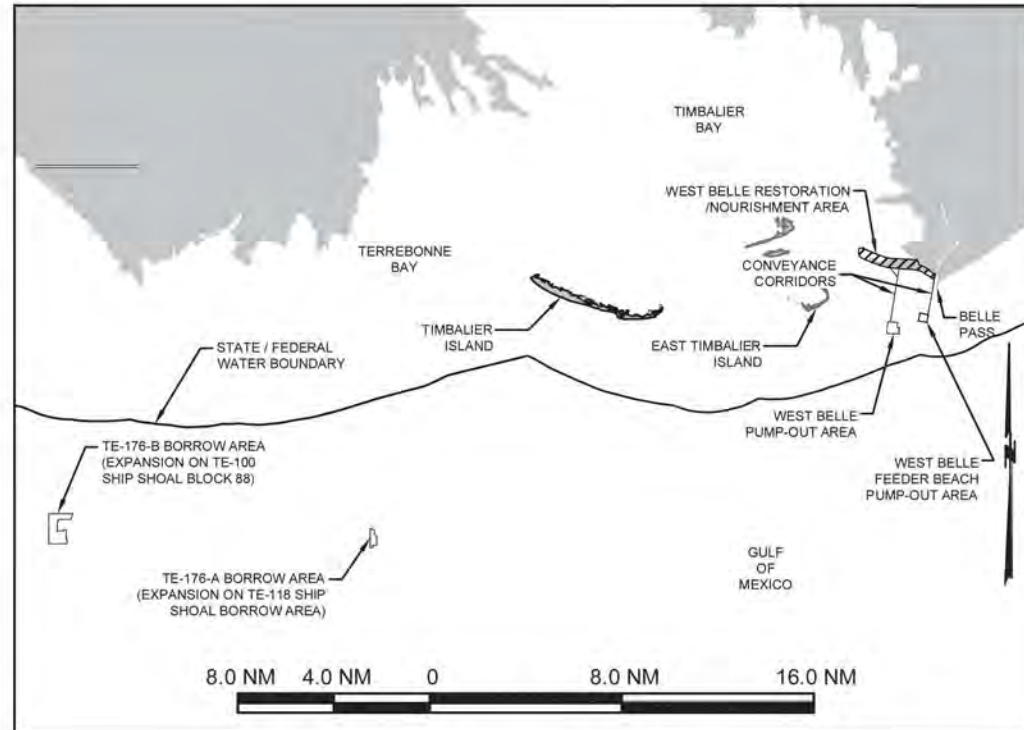 TIMBALIER
BAY
WEST BELLE RESTORATION
/NOURISHMENT AREA
TERREBONNE
BAY
CONVEYANCE
CORRIDORS
TIMBALIER
ISLAND
EAST TIMBALIER
ISLAND
BELLE
PASS
STATE / FEDERAL
WATER BOUNDARY
WEST BELLE
PUMP-OUT AREA
TE-176-B BORROW AREA
(EXPANSION ON TE-100
SHIP SHOAL BLOCK 88)
WEST BELLE
FEEDER BEACH
PUMP-OUT AREA
N
TE-176-A BORROW AREA
(EXPANSION ON TE-118 SHIP
SHOAL BORROW AREA)
GULF
OF
MEXICO
8.0 NM 4.0 NM 0 8.0 NM 16.0 NM